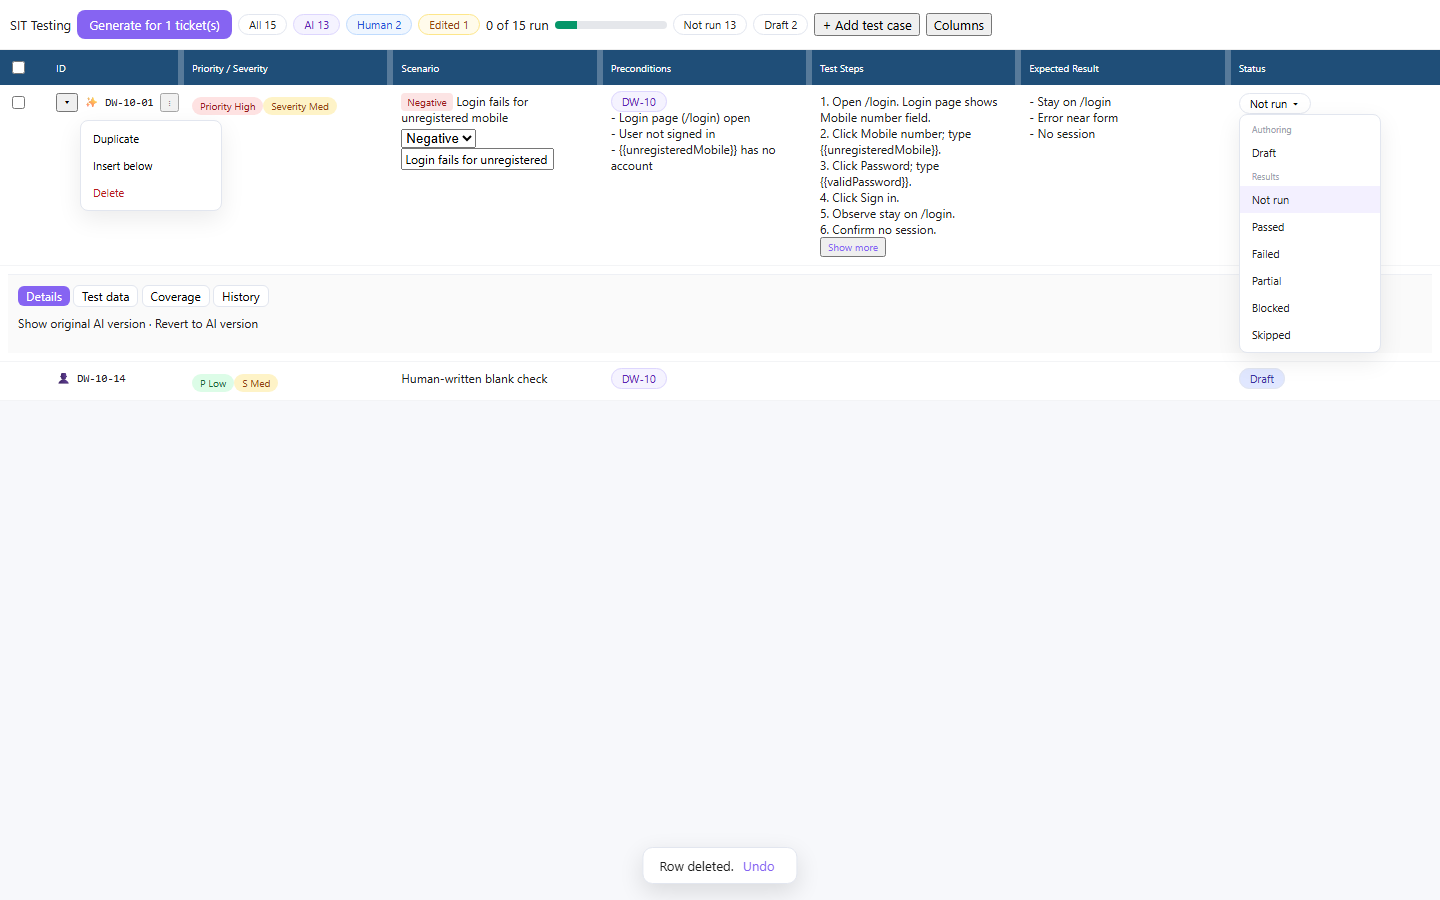 SIT Testing Generate for 1 ticket(s) All 15 AI 13 Human 2 Edited 1 0 of 15 run Not run 13 Draft 2 + Add test case Columns
ID Priority / Severity Scenario Preconditions Test Steps Expected Result Status
DW-10-01
Priority High Severity Med
Negative Login fails for
unregistered mobile
Negative
Login fails for unregistered
DW-10
- Login page (/login) open
- User not signed in
- {{unregisteredMobile}} has no
account
1. Open /login. Login page shows
Mobile number field.
2. Click Mobile number; type
{{unregisteredMobile}}.
3. Click Password; type
{{validPassword}}.
4. Click Sign in.
5. Observe stay on /login.
6. Confirm no session.
Show more
- Stay on /login
- Error near form
- No session
Not run
Authoring
Draft
Results
Not run
Passed
Failed
Partial
Blocked
Skipped
Duplicate
Insert below
Delete
Details Test data Coverage History
Show original AI version · Revert to AI version
DW-10-14 P Low S Med Human-written blank check DW-10 Draft
Row deleted. Undo